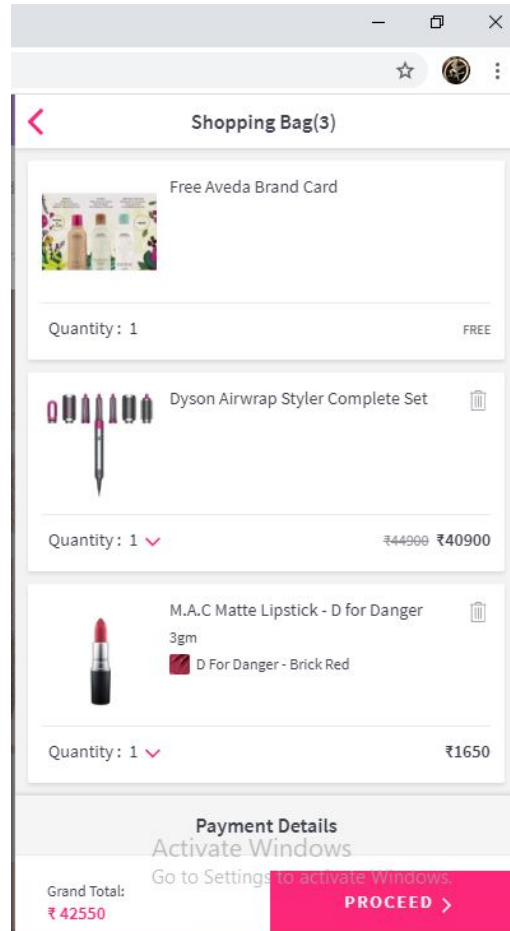 Shopping Bag(3)
Free Aveda Brand Card
Quantity : 1
FREE
Dyson Airwrap Styler Complete Set
Quantity : 1
₹44900 ₹40900
M.A.C Matte Lipstick - D for Danger
3gm
D For Danger - Brick Red
Quantity : 1
₹1650
Payment Details
Activate Windows
Go to Settings to activate Windows.
Grand Total:
₹ 42550
PROCEED